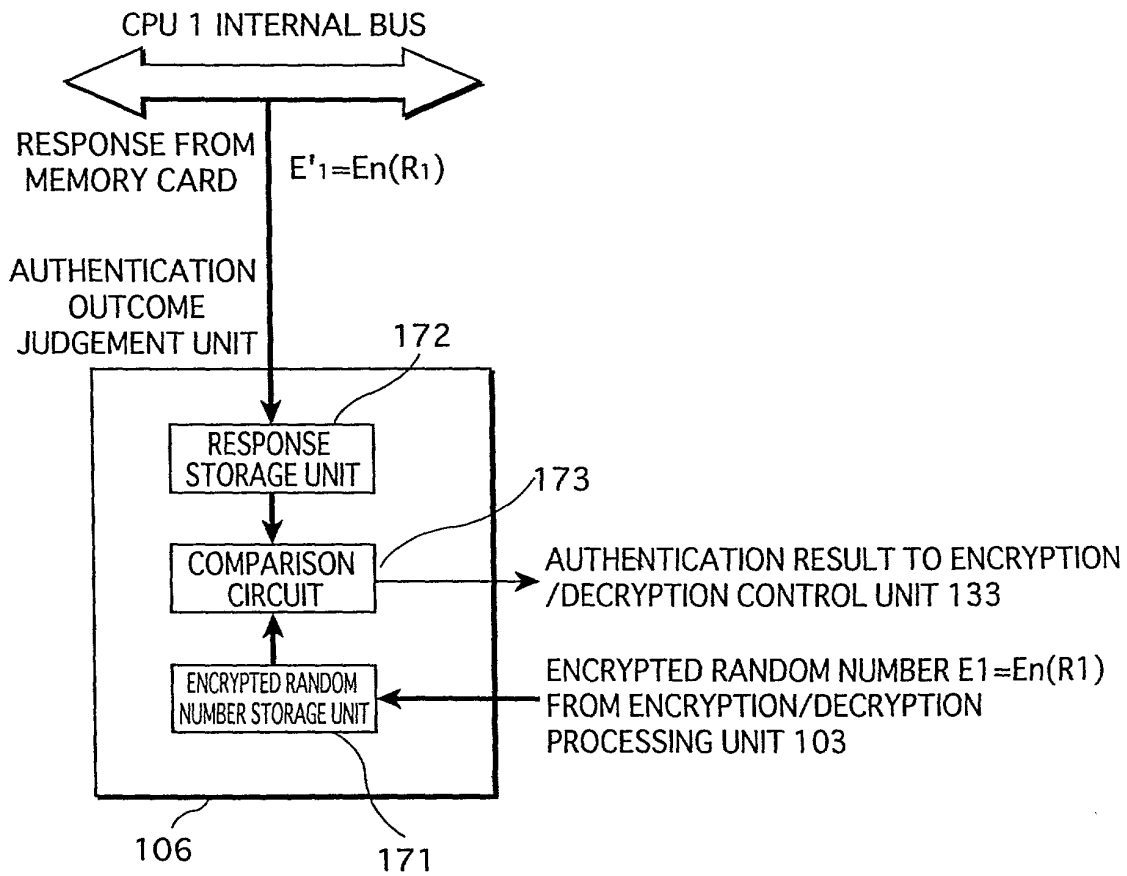 CPU 1 INTERNAL BUS
RESPONSE FROM
MEMORY CARD
E'1=En(R1)
AUTHENTICATION
OUTCOME
JUDGEMENT UNIT
172
RESPONSE
STORAGE UNIT
173
COMPARISON
CIRCUIT
AUTHENTICATION RESULT TO ENCRYPTION
/DECRYPTION CONTROL UNIT 133
ENCRYPTED RANDOM
NUMBER STORAGE UNIT
ENCRYPTED RANDOM NUMBER E1=En(R1)
FROM ENCRYPTION/DECRYPTION
PROCESSING UNIT 103
106
171